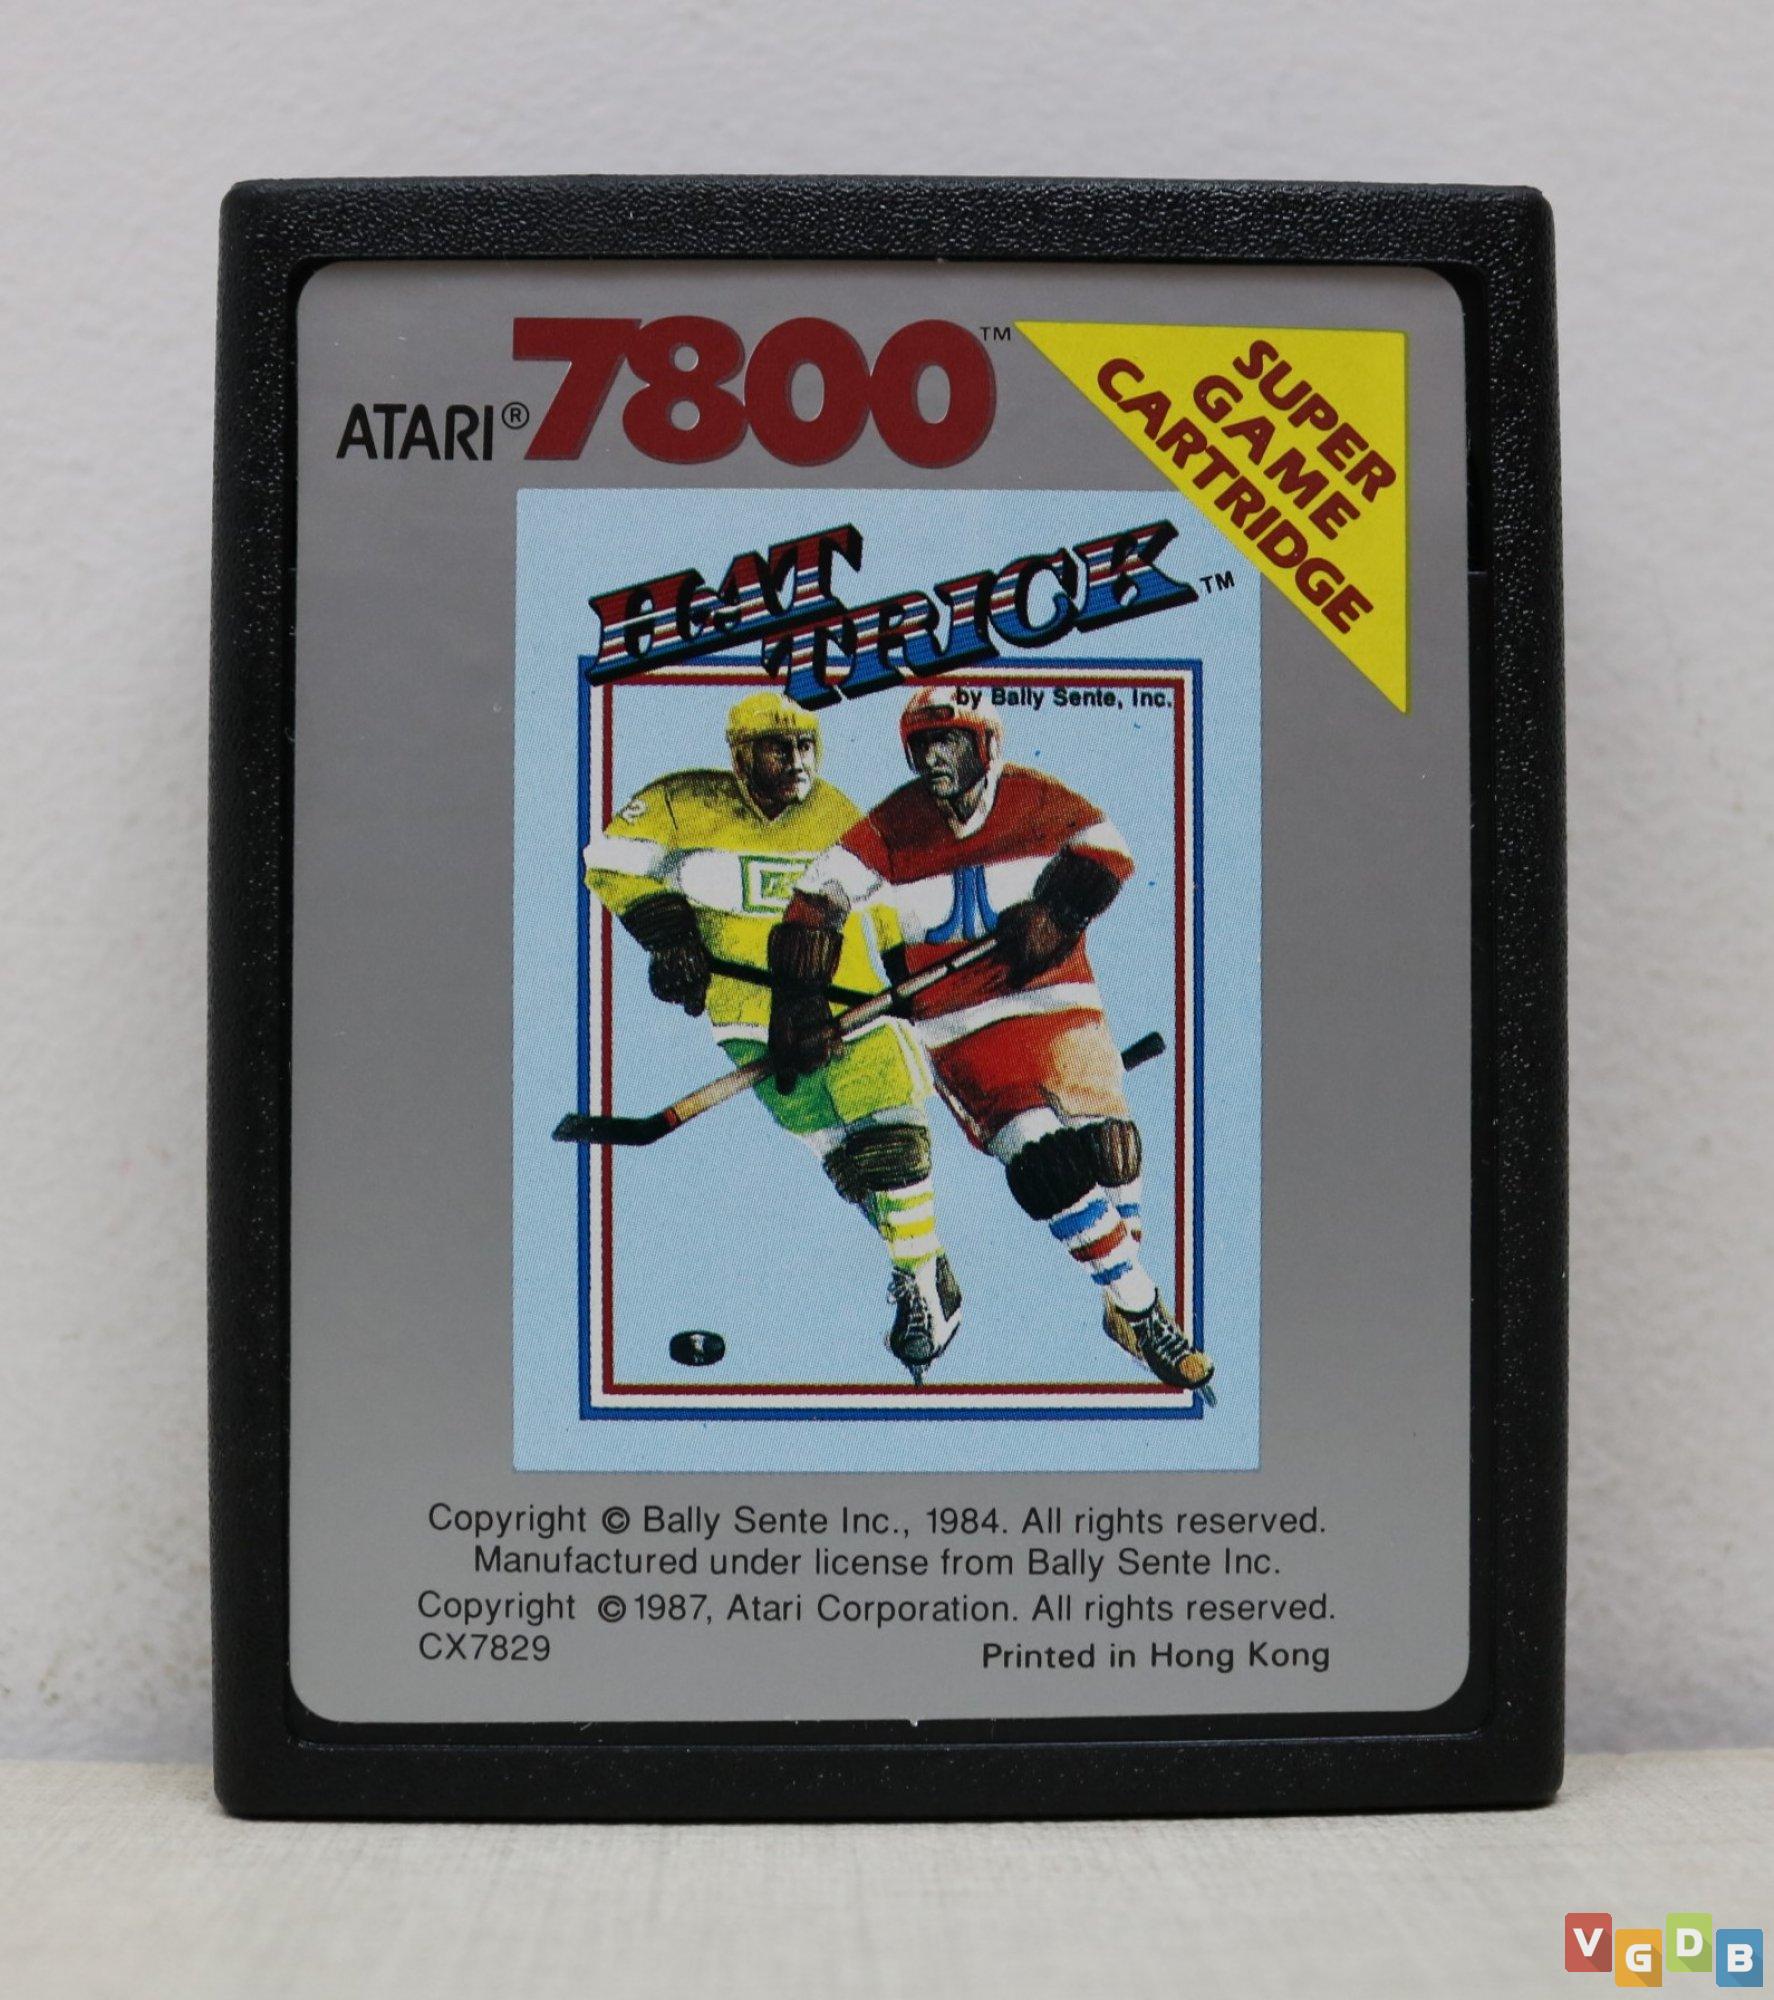 ATARI® 7800™
SUPER
GAME
CARTRIDGE
HAT
TRICK™
by Bally Sente, Inc.
2
Copyright © Bally Sente Inc., 1984. All rights reserved.
Manufactured under license from Bally Sente Inc.
Copyright © 1987, Atari Corporation. All rights reserved.
CX7829
Printed in Hong Kong
VGDB